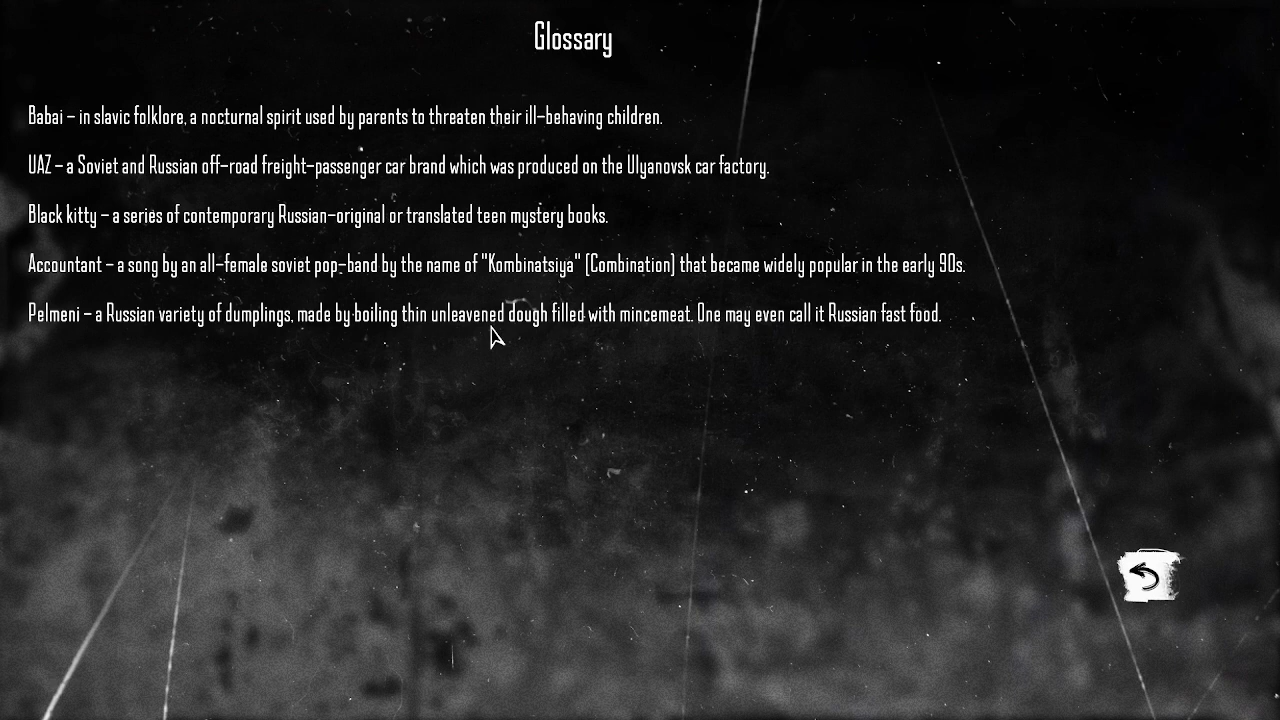 Glossary
Babai – in slavic folklore, a nocturnal spirit used by parents to threaten their ill-behaving children.
UAZ – a Soviet and Russian off-road freight-passenger car brand which was produced on the Ulyanovsk car factory.
Black kitty – a series of contemporary Russian-original or translated teen mystery books.
Accountant – a song by an all-female soviet pop-band by the name of "Kombinatsiya" (Combination) that became widely popular in the early 90s.
Pelmeni – a Russian variety of dumplings, made by boiling thin unleavened dough filled with mincemeat. One may even call it Russian fast food.